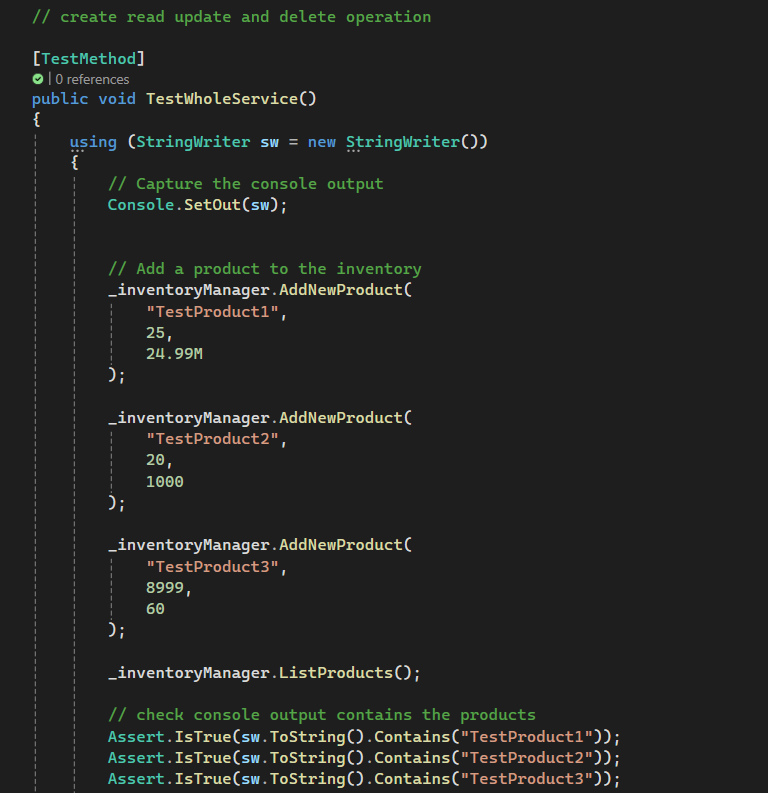 // create read update and delete operation
[TestMethod]
| 0 references
public void TestWholeService()
{
using (StringWriter sw = new StringWriter())
{
// Capture the console output
Console.SetOut(sw);
// Add a product to the inventory
_inventoryManager.AddNewProduct(
"TestProduct1",
25,
24.99M
);
_inventoryManager.AddNewProduct(
"TestProduct2",
20,
1000
);
_inventoryManager.AddNewProduct(
"TestProduct3",
8999,
60
);
_inventoryManager.ListProducts();
// check console output contains the products
Assert.IsTrue(sw.ToString().Contains("TestProduct1"));
Assert.IsTrue(sw.ToString().Contains("TestProduct2"));
Assert.IsTrue(sw.ToString().Contains("TestProduct3"));